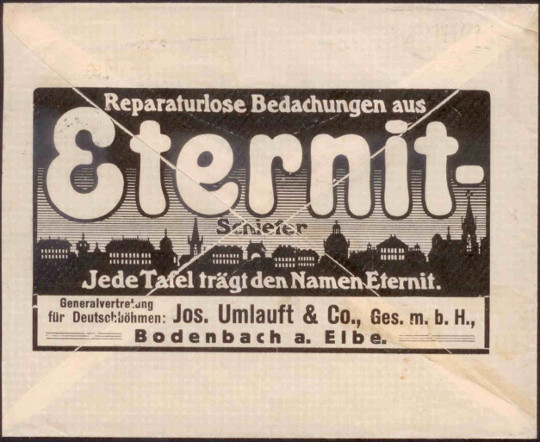 Reparaturlose Bedachungen aus
Eternit-
Schiefer
Jede Tafel trägt den Namen Eternit.
Generalvertretung
für Deutschböhmen: Jos. Umlauft & Co., Ges. m. b. H.,
Bodenbach a. Elbe.